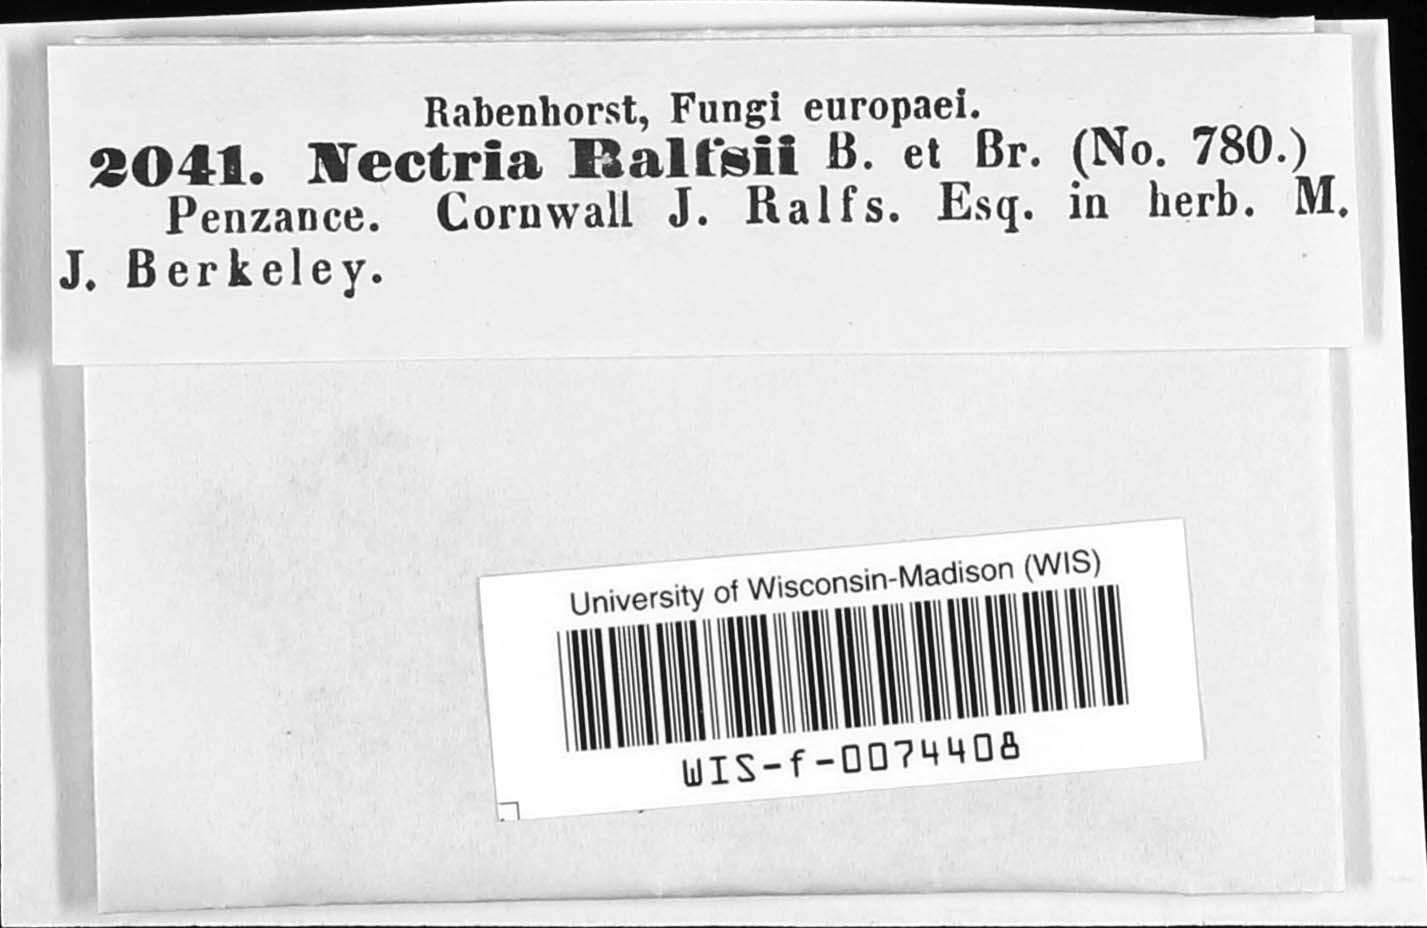 Rabenhorst, Fungi europaei.
2041. Nectria Ralfsii B. et Br. (No. 780.)
Penzance. Cornwall J. Ralfs. Esq. in herb. M.
J. Berkeley.
University of Wisconsin-Madison (WIS)
WIS-f-0074408